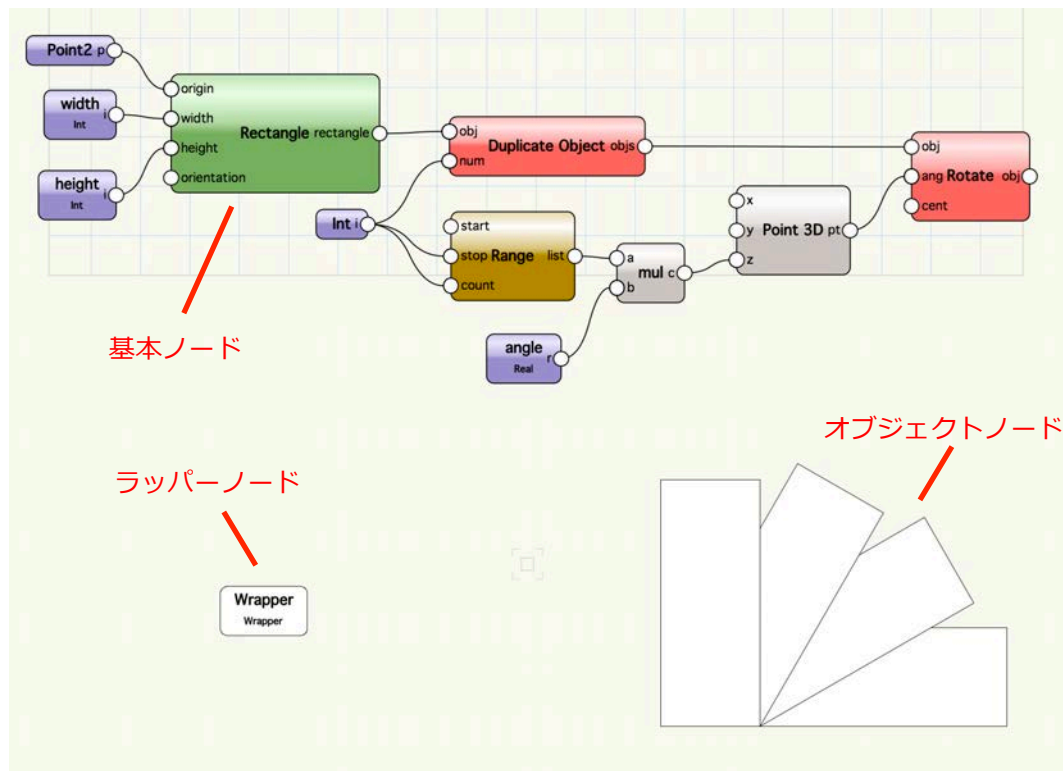 Point2 p
width i
Int
height i
Int
origin
width
height
orientation
Rectangle rectangle
Int i
obj
num
Duplicate Object objs
start
stop
count
Range list
a
b
mul c
angle r
Real
x
y
z
Point 3D pt
obj
ang
cent
Rotate obj
基本ノード
ラッパーノード
オブジェクトノード
Wrapper
Wrapper